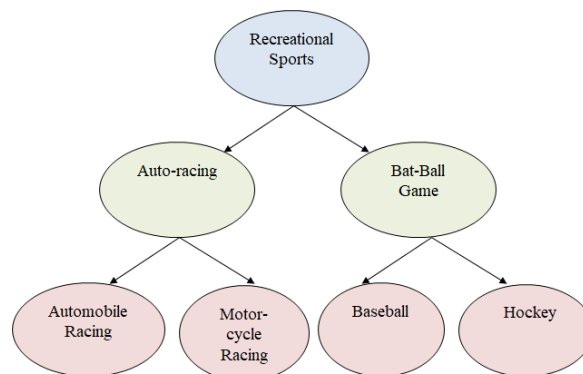 Recreational
Sports
Auto-racing
Bat-Ball
Game
Automobile
Racing
Motor-
cycle
Racing
Baseball
Hockey